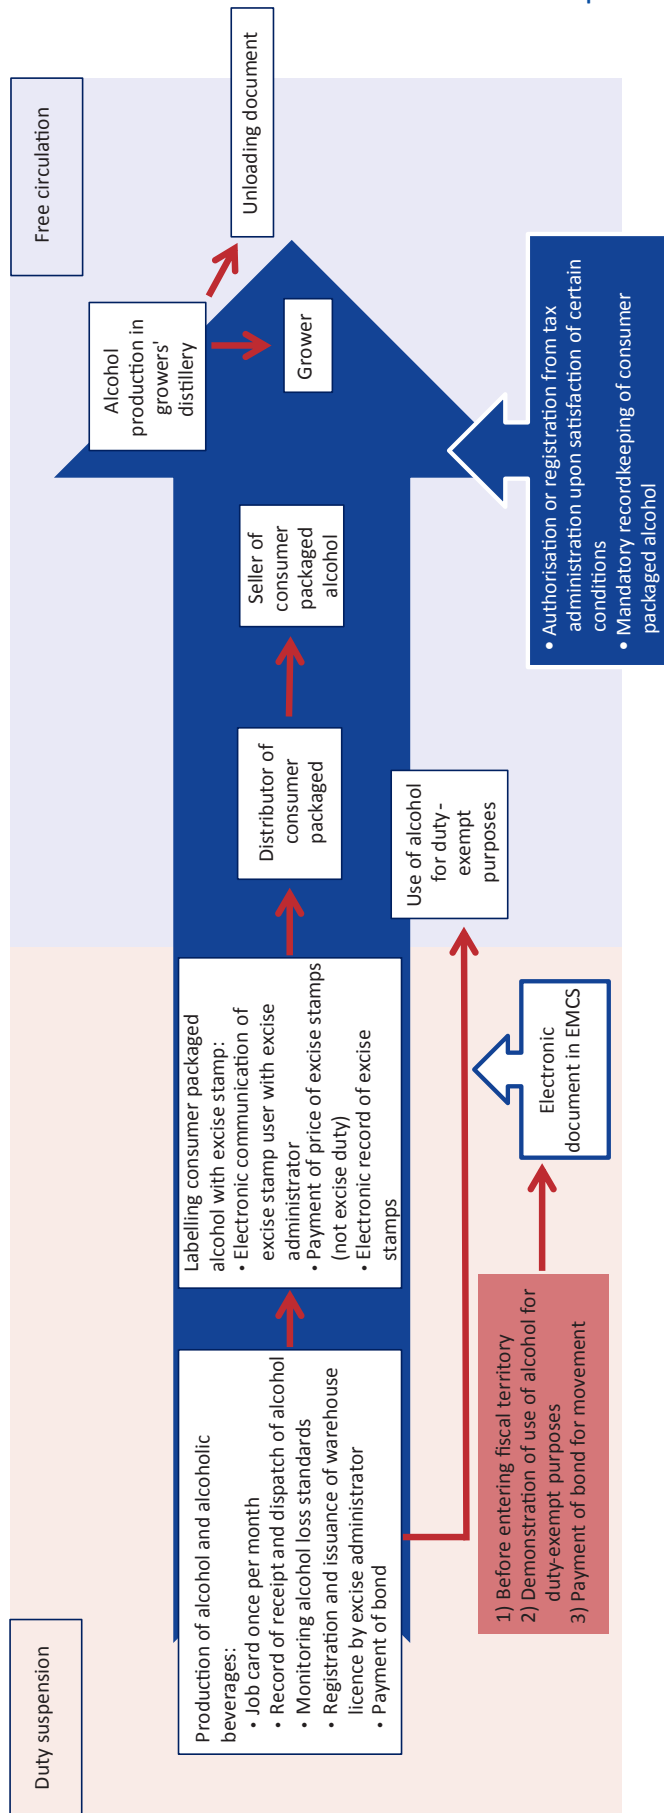 Duty suspension
Free circulation
Production of alcohol and alcoholic
beverages:
• Job card once per month
• Record of receipt and dispatch of alcohol
• Monitoring alcohol loss standards
• Registration and issuance of warehouse
licence by excise administrator
• Payment of bond
Labelling consumer packaged
alcohol with excise stamp:
• Electronic communication of
excise stamp user with excise
administrator
• Payment of price of excise stamps
(not excise duty)
• Electronic record of excise
stamps
Distributor of
consumer
packaged
Seller of
consumer
packaged
alcohol
Alcohol
production in
growers'
distillery
Unloading document
Grower
Use of alcohol
for duty-
exempt
purposes
1) Before entering fiscal territory
2) Demonstration of use of alcohol for
duty-exempt purposes
3) Payment of bond for movement
Electronic
document in EMCS
• Authorisation or registration from tax
administration upon satisfaction of certain
conditions
• Mandatory recordkeeping of consumer
packaged alcohol